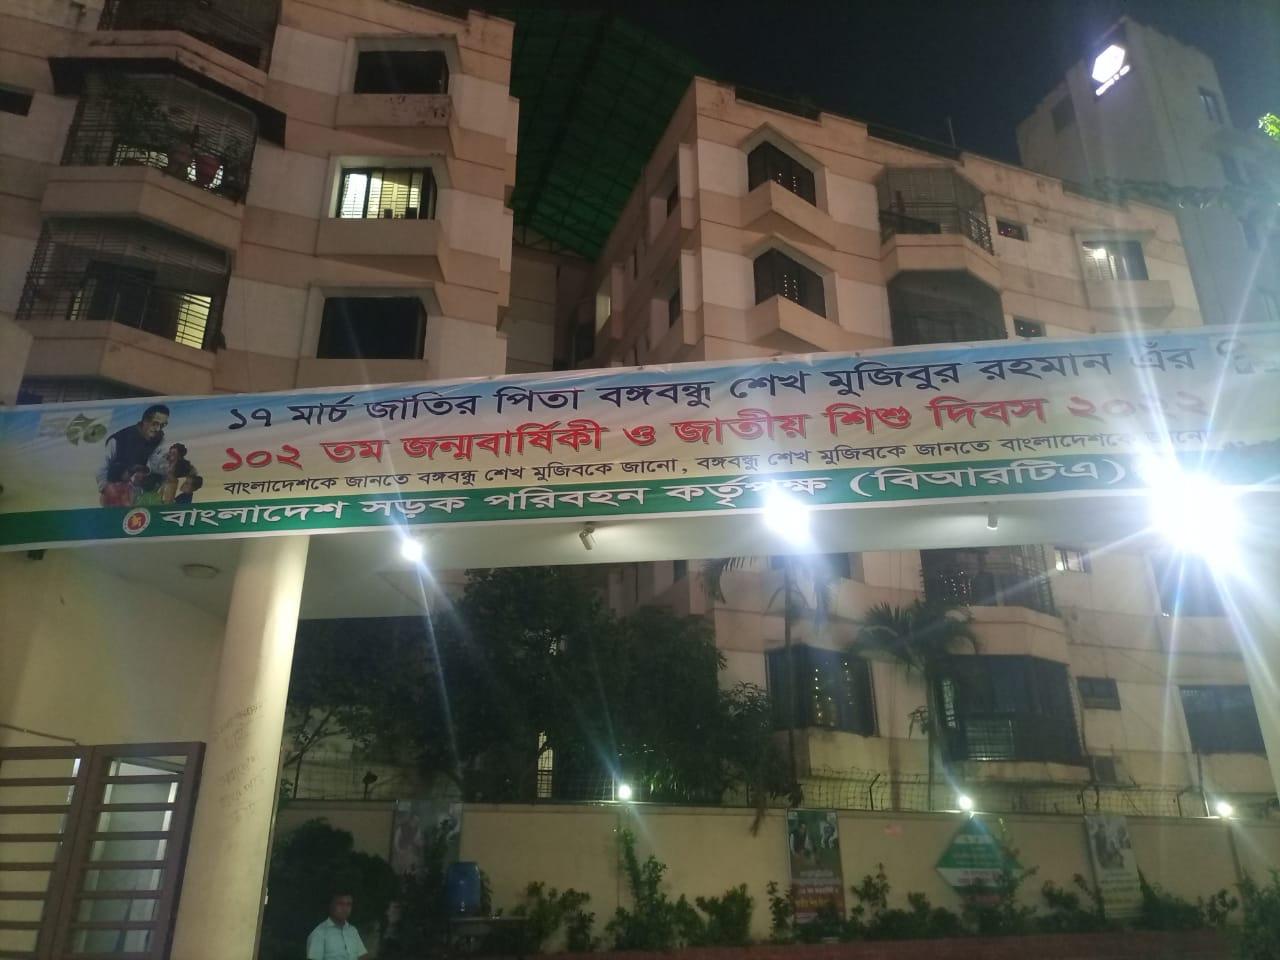 ১৭ মার্চ জাতির পিতা বঙ্গবন্ধু শেখ মুজিবুর রহমান এঁর
১০২ তম জন্মবার্ষিকী ও জাতীয় শিশু দিবস ২০২২
বাংলাদেশকে জানতে বঙ্গবন্ধু শেখ মুজিবকে জানো, বঙ্গবন্ধু শেখ মুজিবকে জানতে বাংলাদেশকে জানো
বাংলাদেশ সড়ক পরিবহন কর্তৃপক্ষ (বিআরটিএ)